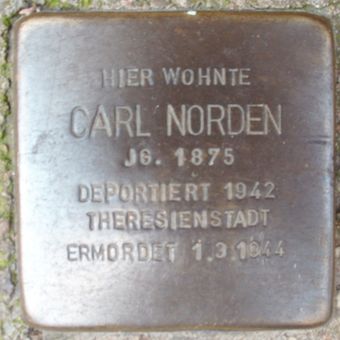 HIER WOHNTE
CARL NORDEN
JG. 1875
DEPORTIERT 1942
THERESIENSTADT
ERMORDET 1.3.1944